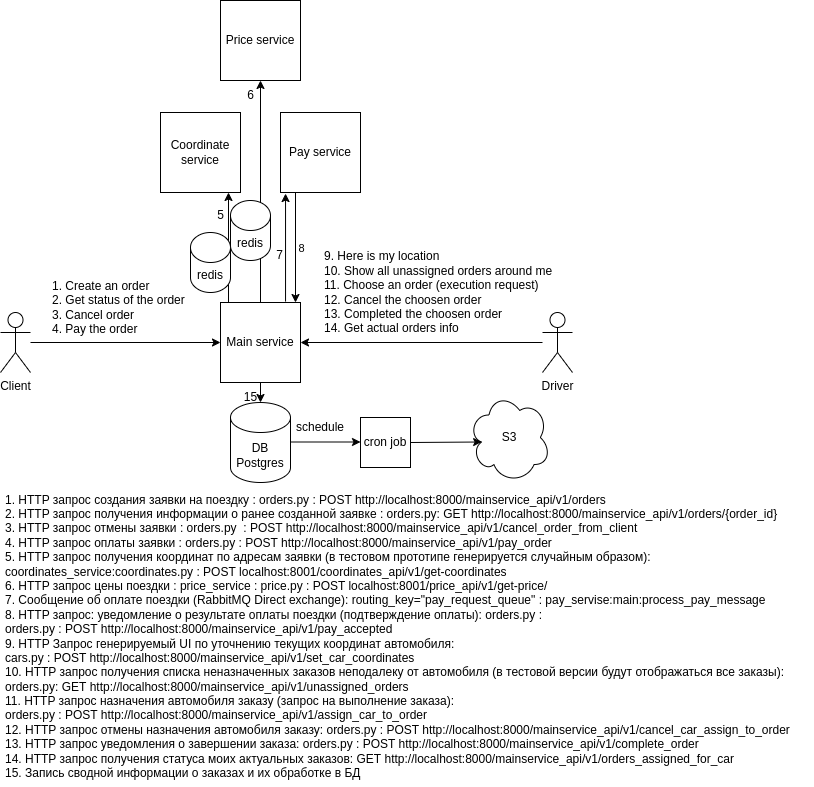 Price service
6
Coordinate
service
Pay service
5
redis
redis
7
8
1. Create an order
2. Get status of the order
3. Cancel order
4. Pay the order
9. Here is my location
10. Show all unassigned orders around me
11. Choose an order (execution request)
12. Cancel the choosen order
13. Completed the choosen order
14. Get actual orders info
Main service
Client
Driver
15
DB
Postgres
schedule
cron job
S3
1. HTTP запрос создания заявки на поездку : orders.py : POST http://localhost:8000/mainservice_api/v1/orders
2. HTTP запрос получения информации о ранее созданной заявке : orders.py: GET http://localhost:8000/mainservice_api/v1/orders/{order_id}
3. HTTP запрос отмены заявки : orders.py  : POST http://localhost:8000/mainservice_api/v1/cancel_order_from_client
4. HTTP запрос оплаты заявки : orders.py : POST http://localhost:8000/mainservice_api/v1/pay_order
5. HTTP запрос получения координат по адресам заявки (в тестовом прототипе генерируется случайным образом):
coordinates_service:coordinates.py : POST localhost:8001/coordinates_api/v1/get-coordinates
6. HTTP запрос цены поездки : price_service : price.py : POST localhost:8001/price_api/v1/get-price/
7. Сообщение об оплате поездки (RabbitMQ Direct exchange): routing_key="pay_request_queue" : pay_servise:main:process_pay_message
8. HTTP запрос: уведомление о результате оплаты поездки (подтверждение оплаты): orders.py :
orders.py : POST http://localhost:8000/mainservice_api/v1/pay_accepted
9. HTTP Запрос генерируемый UI по уточнению текущих координат автомобиля:
cars.py : POST http://localhost:8000/mainservice_api/v1/set_car_coordinates
10. HTTP запрос получения списка неназначенных заказов неподалеку от автомобиля (в тестовой версии будут отображаться все заказы):
orders.py: GET http://localhost:8000/mainservice_api/v1/unassigned_orders
11. HTTP запрос назначения автомобиля заказу (запрос на выполнение заказа):
orders.py : POST http://localhost:8000/mainservice_api/v1/assign_car_to_order
12. HTTP запрос отмены назначения автомобиля заказу: orders.py : POST http://localhost:8000/mainservice_api/v1/cancel_car_assign_to_order
13. HTTP запрос уведомления о завершении заказа: orders.py : POST http://localhost:8000/mainservice_api/v1/complete_order
14. HTTP запрос получения статуса моих актуальных заказов: GET http://localhost:8000/mainservice_api/v1/orders_assigned_for_car
15. Запись сводной информации о заказах и их обработке в БД